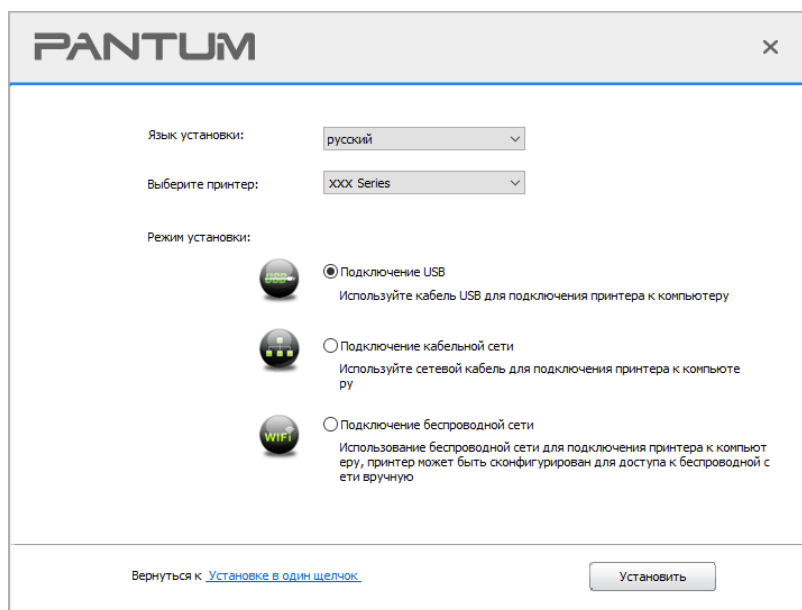 PANTUM
Язык установки:
русский
Выберите принтер:
XXX Series
Режим установки:
USB
Подключение USB
Используйте кабель USB для подключения принтера к компьютеру
Подключение кабельной сети
Используйте сетевой кабель для подключения принтера к компьюте
ру
WiFi
Подключение беспроводной сети
Использование беспроводной сети для подключения принтера к компьют
еру, принтер может быть сконфигурирован для доступа к беспроводной с
ети вручную
Вернуться к Установке в один щелчок
Установить